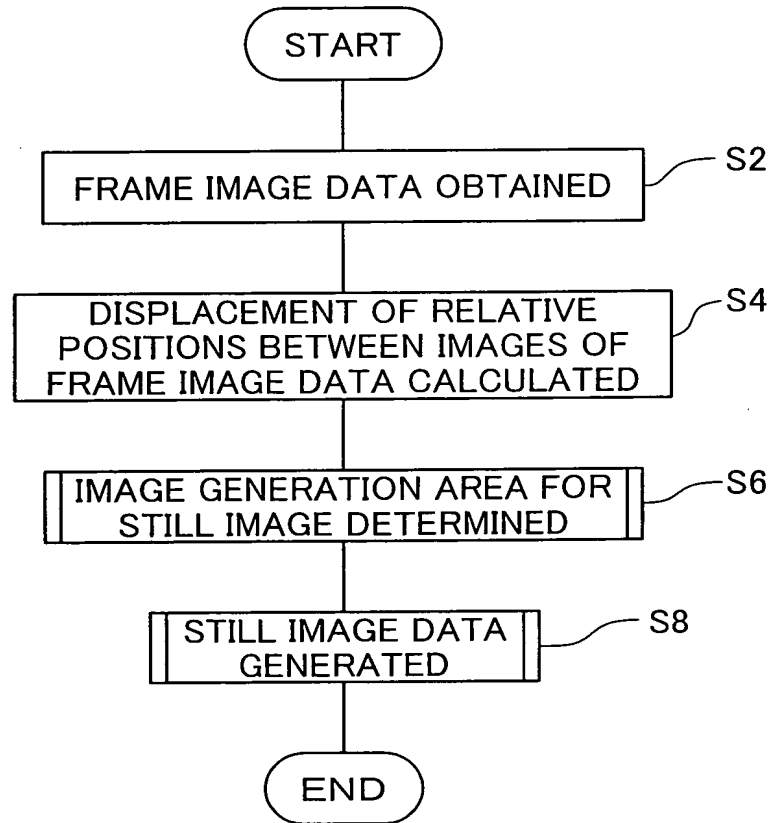 START
FRAME IMAGE DATA OBTAINED
S2
DISPLACEMENT OF RELATIVE
POSITIONS BETWEEN IMAGES OF
FRAME IMAGE DATA CALCULATED
S4
IMAGE GENERATION AREA FOR
STILL IMAGE DETERMINED
S6
STILL IMAGE DATA
GENERATED
S8
END